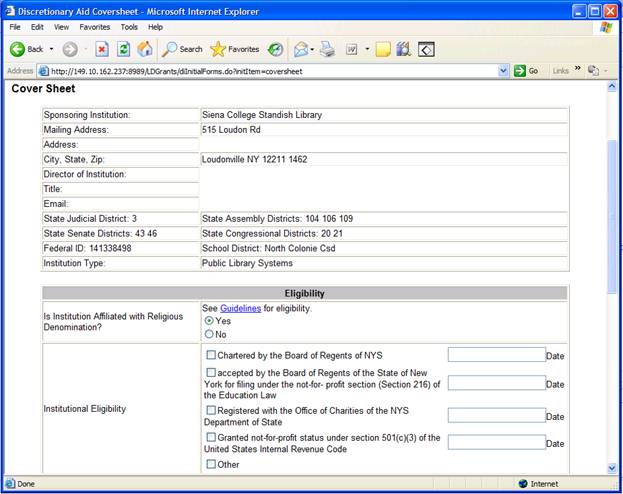 Discretionary Aid Coversheet - Microsoft Internet Explorer
File Edit View Favorites Tools Help
Back Search Favorites
Address http://149.10.162.237:8989/LDGrants/diInitialForms.do?initItem=coversheet Go Links »
Cover Sheet
Sponsoring Institution: Siena College Standish Library
Mailing Address: 515 Loudon Rd
Address:
City, State, Zip: Loudonville NY 12211 1462
Director of Institution:
Title:
Email:
State Judicial District: 3 State Assembly Districts: 104 106 109
State Senate Districts: 43 46 State Congressional Districts: 20 21
Federal ID: 141338498 School District: North Colonie Csd
Institution Type: Public Library Systems
Eligibility
See Guidelines for eligibility.
Is Institution Affiliated with Religious
Denomination?
Yes
No
Institutional Eligibility
Chartered by the Board of Regents of NYS Date
accepted by the Board of Regents of the State of New
York for filing under the not-for- profit section (Section 216) of Date
the Education Law
Registered with the Office of Charities of the NYS
Department of State Date
Granted not-for-profit status under section 501(c)(3) of the
United States Internal Revenue Code Date
Other
Done Internet